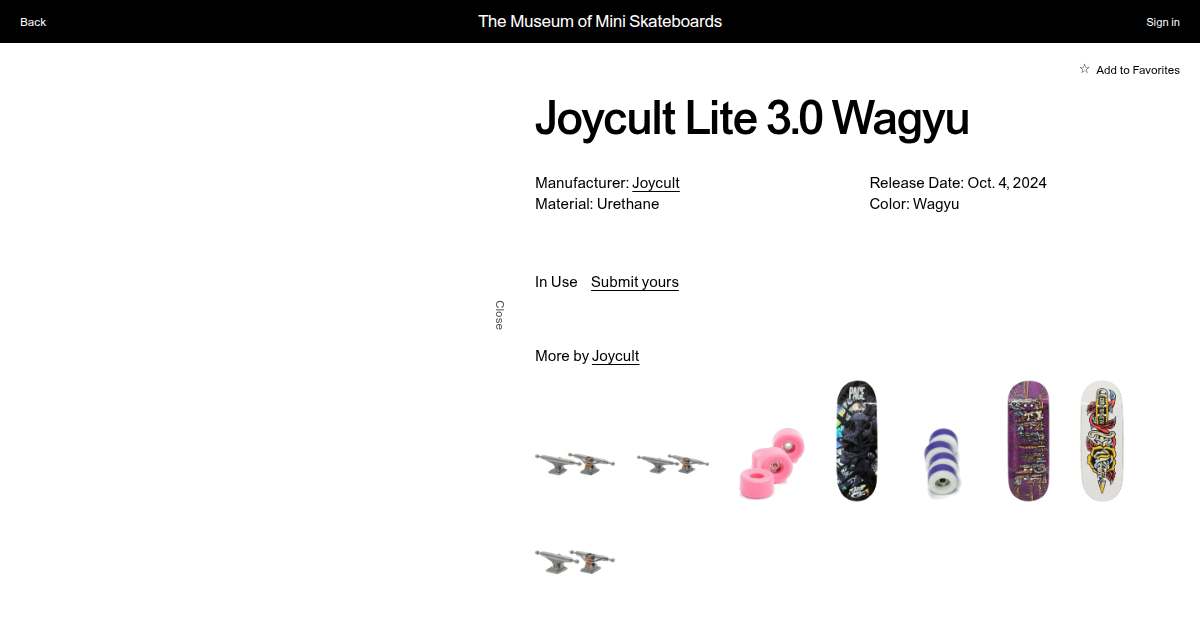 Back
The Museum of Mini Skateboards
Sign in
☆ Add to Favorites
Joycult Lite 3.0 Wagyu
Manufacturer: Joycult
Release Date: Oct. 4, 2024
Material: Urethane
Color: Wagyu
In Use
Submit yours
Close
More by Joycult
PACE